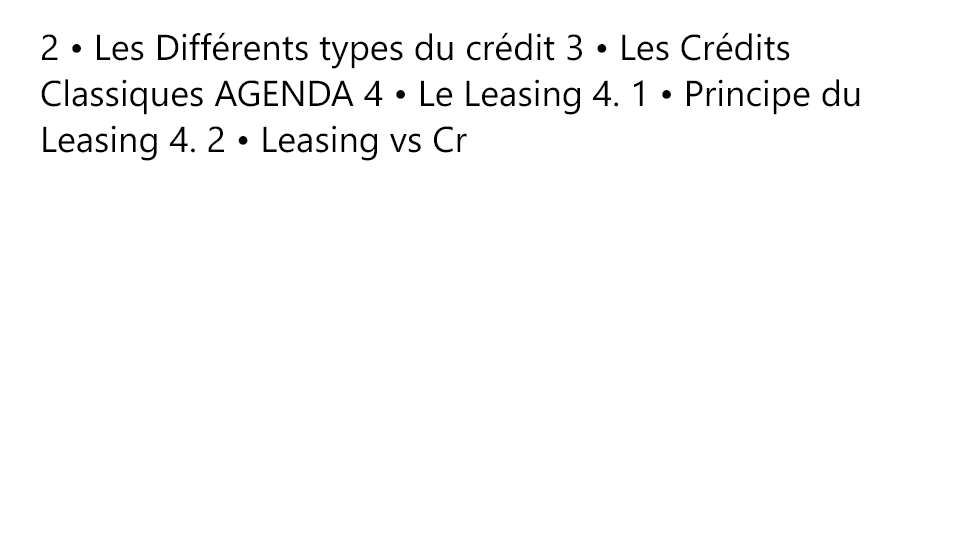 2 • Les Différents types du crédit 3 • Les Crédits
Classiques AGENDA 4 • Le Leasing 4. 1 • Principe du
Leasing 4. 2 • Leasing vs Cr